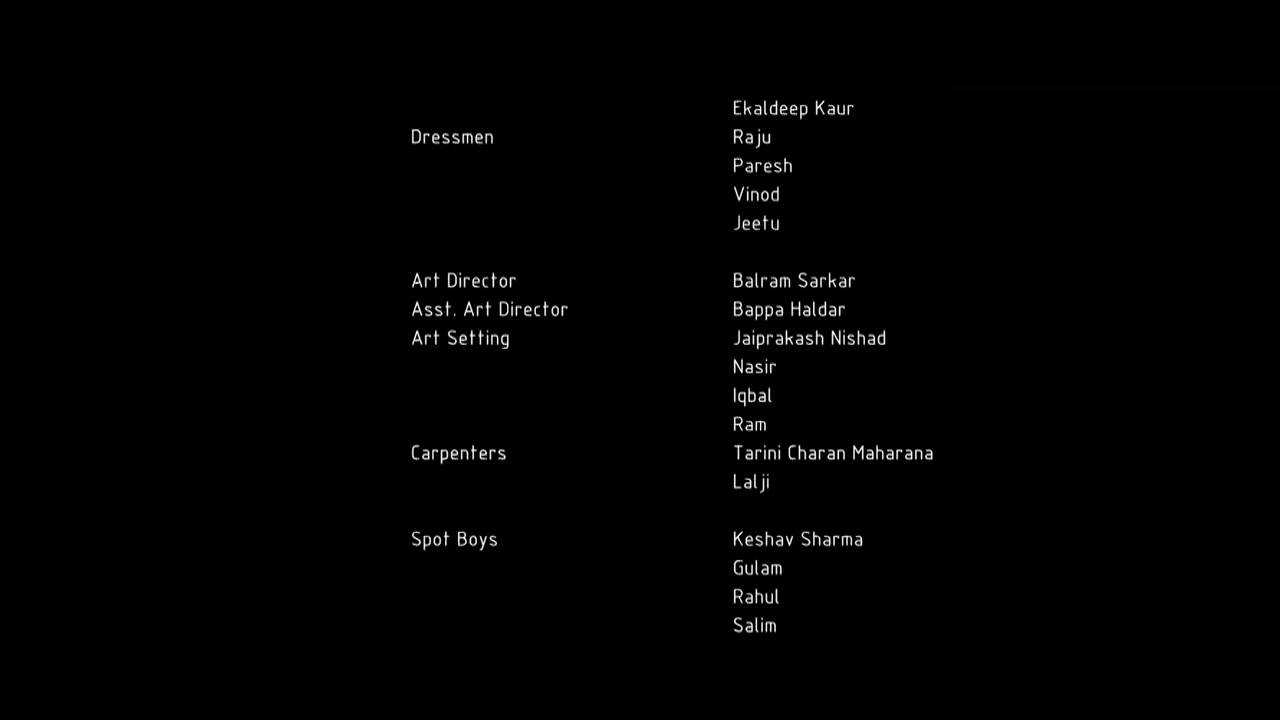 Ekaldeep Kaur
Dressmen Raju
Paresh
Vinod
Jeetu
Art Director Balram Sarkar
Asst. Art Director Bappa Haldar
Art Setting Jaiprakash Nishad
Nasir
Iqbal
Ram
Carpenters Tarini Charan Maharana
Lalji
Spot Boys Keshav Sharma
Gulam
Rahul
Salim